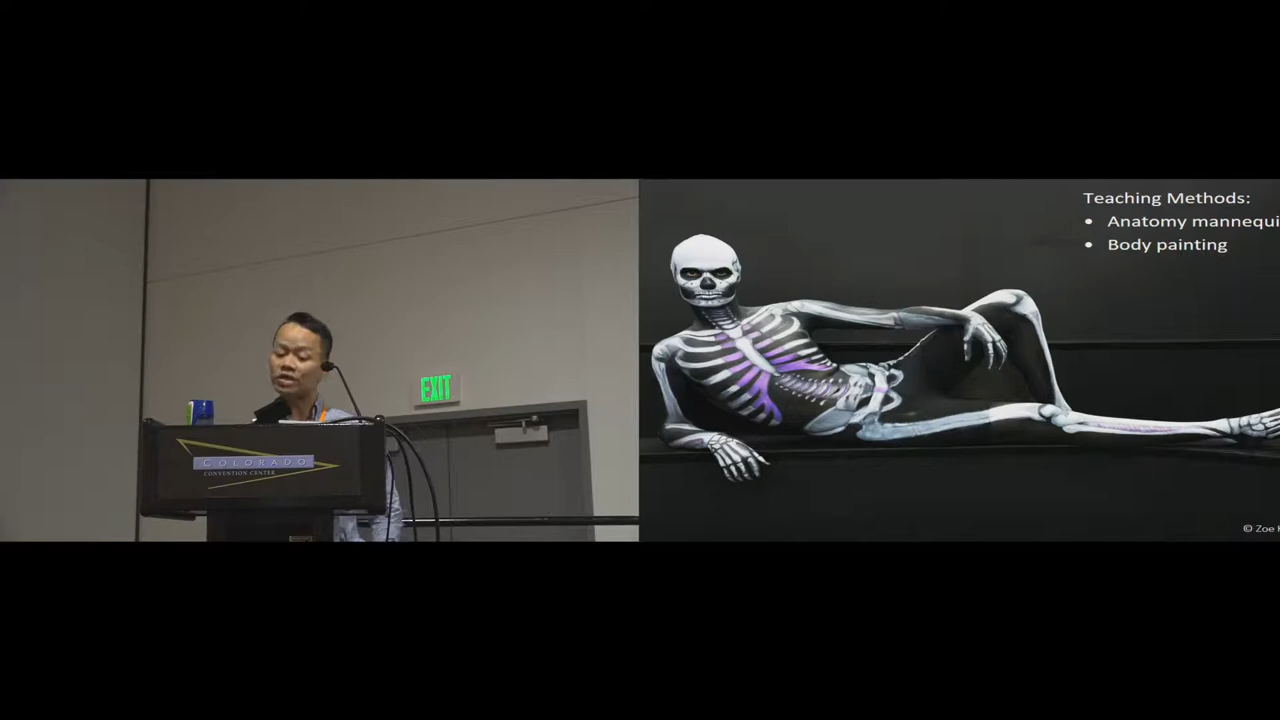 EXIT
COLORADO
CONVENTION CENTER
Teaching Methods:
• Anatomy mannequi
• Body painting
© Zoe K